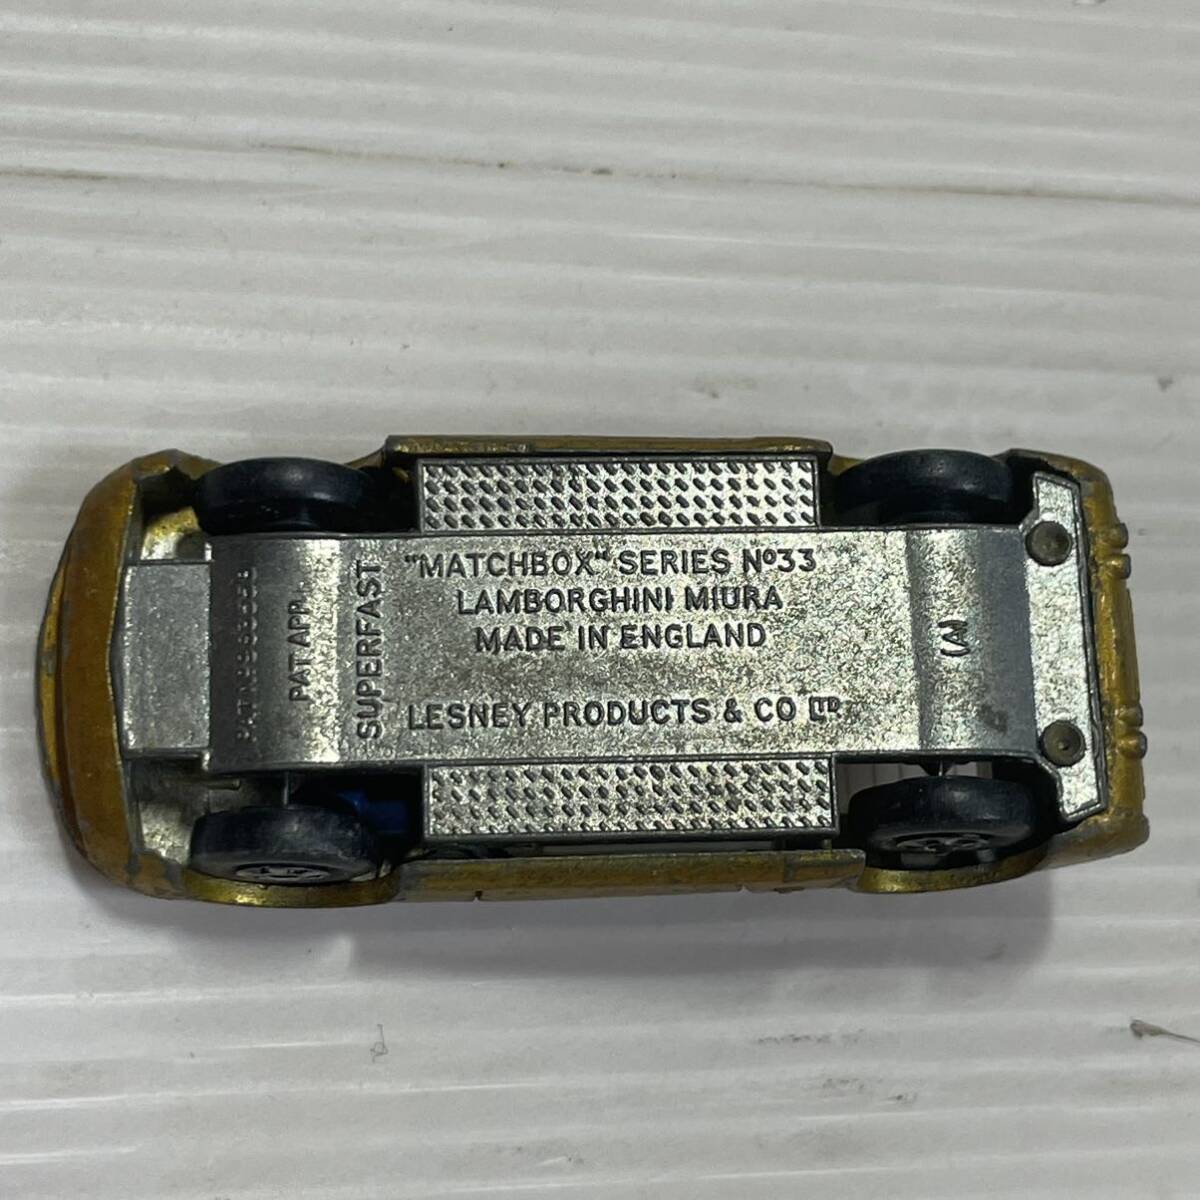 "MATCHBOX" SERIES Nº33
LAMBORGHINI MIURA
MADE IN ENGLAND
LESNEY PRODUCTS & CO LTD
SUPERFAST
PAT APP